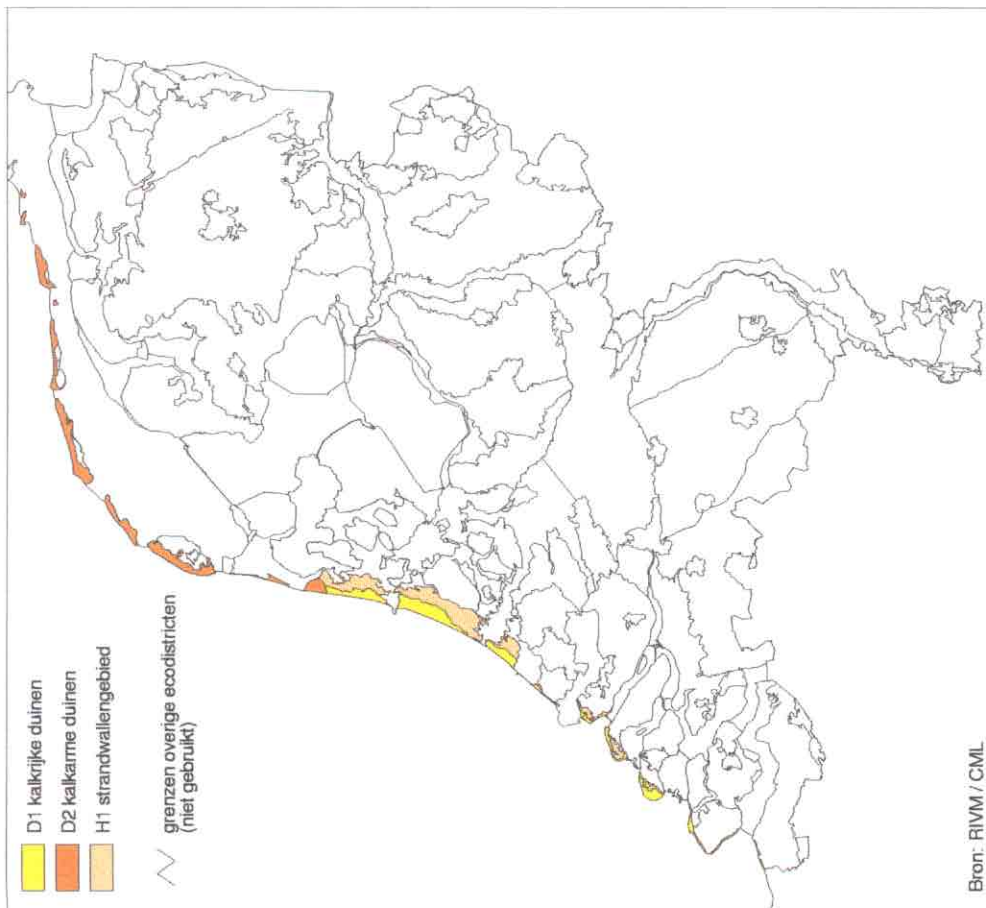 D1 kalkrijke duinen
D2 kalkarme duinen
H1 strandwallengebied
grenzen overige ecodistricten
(niet gebruikt)
Bron: RIVM / CML